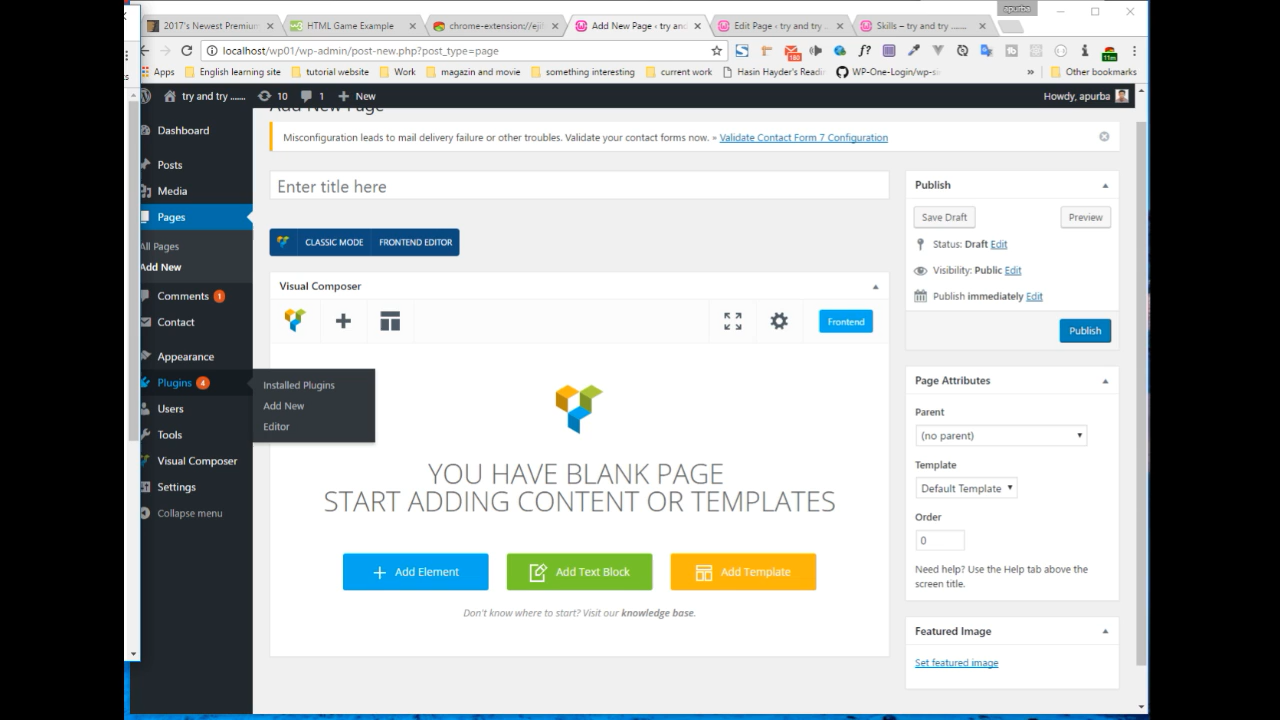 apurba
2017's Newest Premium
HTML Game Example
chrome-extension//eji
Add New Page ‹ try and
Edit Page ‹ try and try
Skills – try and try ........
localhost/wp01/wp-admin/post-new.php?post_type=page
180
f?
11m
Apps
English learning site
tutorial website
Work
magazin and movie
something interesting
current work
Hasin Hayder's Readi
WP-One-Login/wp-si
»
Other bookmarks
try and try ......
10
1
New
Howdy, apurba
Add New Page
Misconfiguration leads to mail delivery failure or other troubles. Validate your contact forms now. » Validate Contact Form 7 Configuration
Dashboard
Posts
Media
Pages
All Pages
Add New
Comments 1
Contact
Appearance
Plugins 4
Users
Tools
Visual Composer
Settings
Collapse menu
Installed Plugins
Add New
Editor
Enter title here
CLASSIC MODE
FRONTEND EDITOR
Visual Composer
Frontend
YOU HAVE BLANK PAGE
START ADDING CONTENT OR TEMPLATES
Add Element
Add Text Block
Add Template
Don't know where to start? Visit our knowledge base.
Publish
Save Draft
Preview
Status: Draft Edit
Visibility: Public Edit
Publish immediately Edit
Publish
Page Attributes
Parent
(no parent)
Template
Default Template
Order
0
Need help? Use the Help tab above the
screen title.
Featured Image
Set featured image